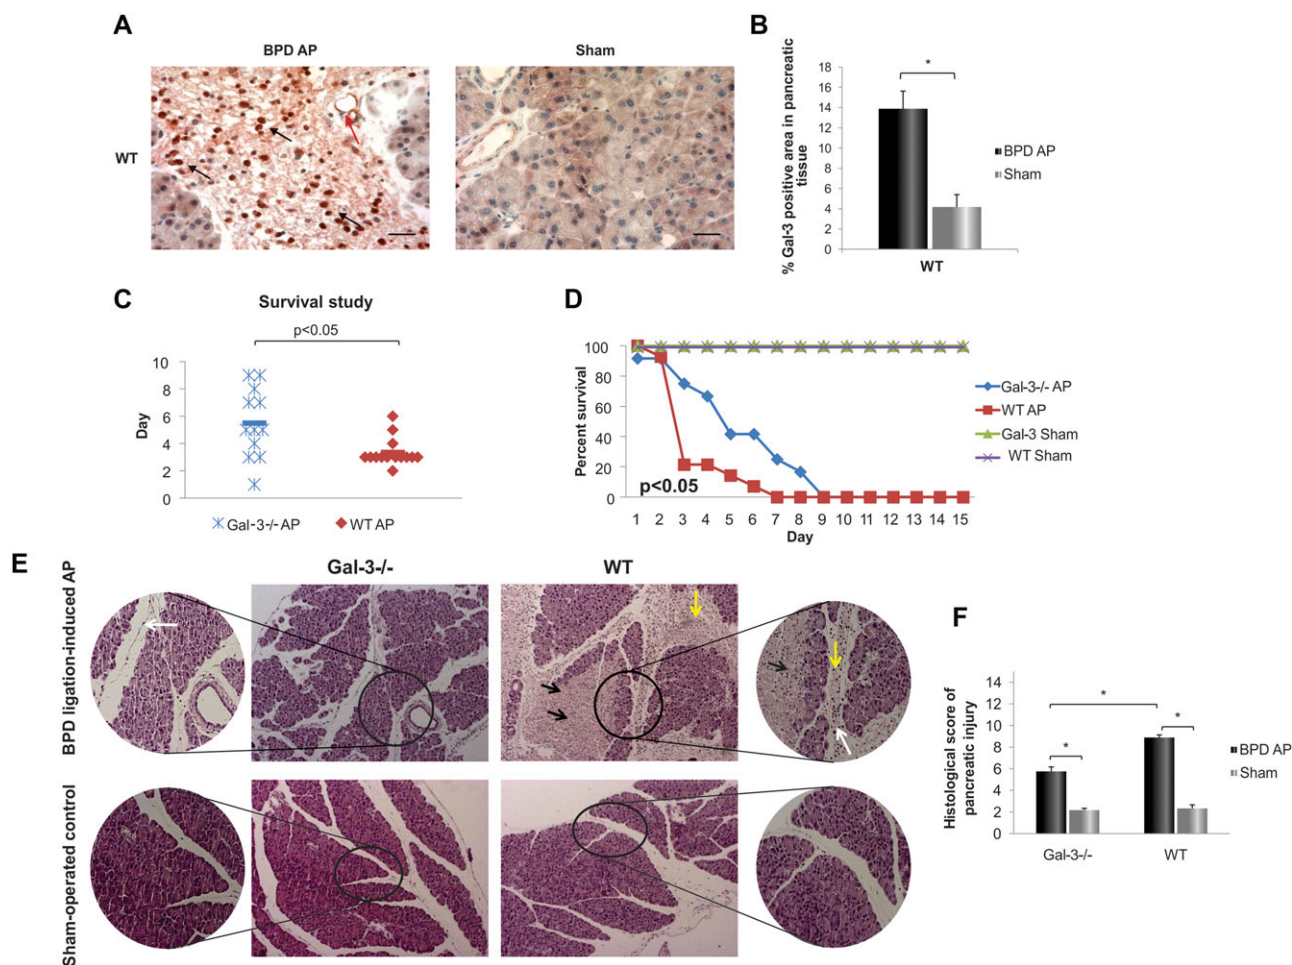 A
BPD AP
Sham
WT
B
% Gal-3 positive area in pancreatic
tissue
18
16
14
12
10
8
6
4
2
0
*
BPD AP
Sham
WT
C
Survival study
p<0.05
Day
10
8
6
4
2
0
Gal-3-/- AP
WT AP
D
Percent survival
100
80
60
40
20
0
p<0.05
1 2 3 4 5 6 7 8 9 10 11 12 13 14 15
Day
Gal-3-/- AP
WT AP
Gal-3 Sham
WT Sham
E
Gal-3-/-
WT
BPD ligation-induced AP
Sham-operated control
F
Histological score of
pancreatic injury
14
12
10
8
6
4
2
0
*
*
*
Gal-3-/-
WT
BPD AP
Sham